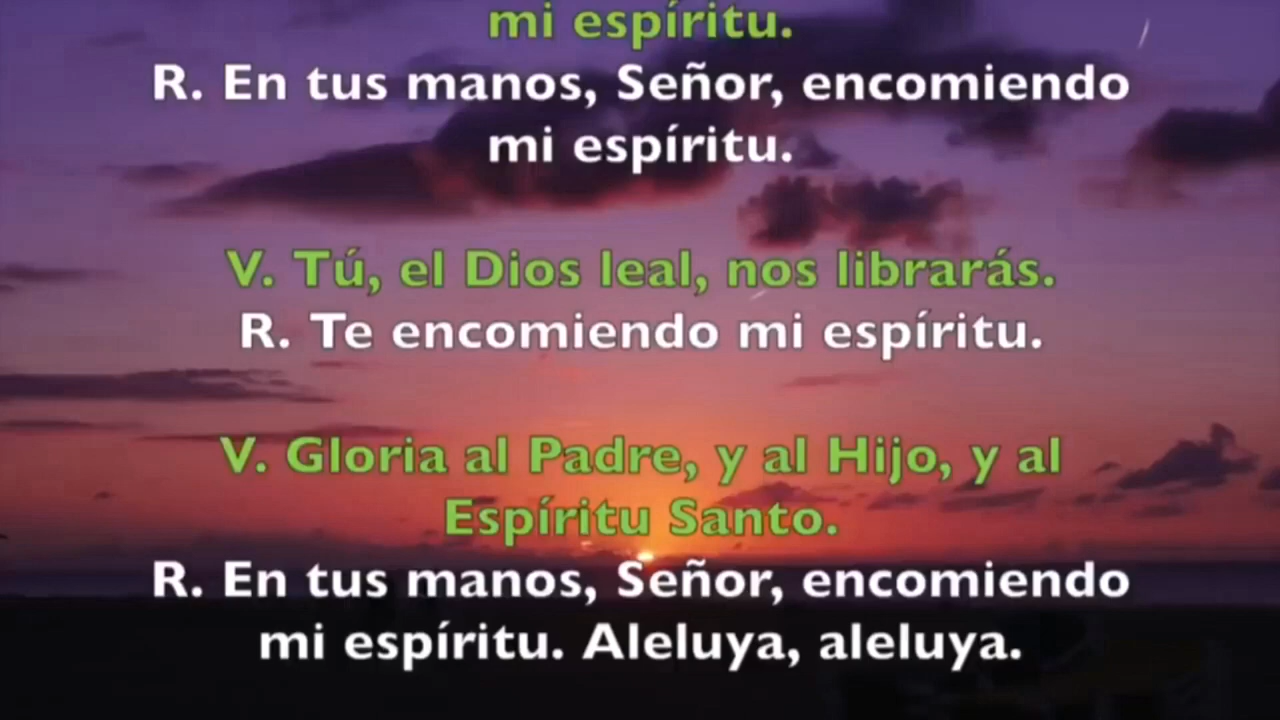 mi espíritu.
R. En tus manos, Señor, encomiendo
mi espíritu.
V. Tú, el Dios leal, nos librarás.
R. Te encomiendo mi espíritu.
V. Gloria al Padre, y al Hijo, y al
Espíritu Santo.
R. En tus manos, Señor, encomiendo
mi espíritu. Aleluya, aleluya.